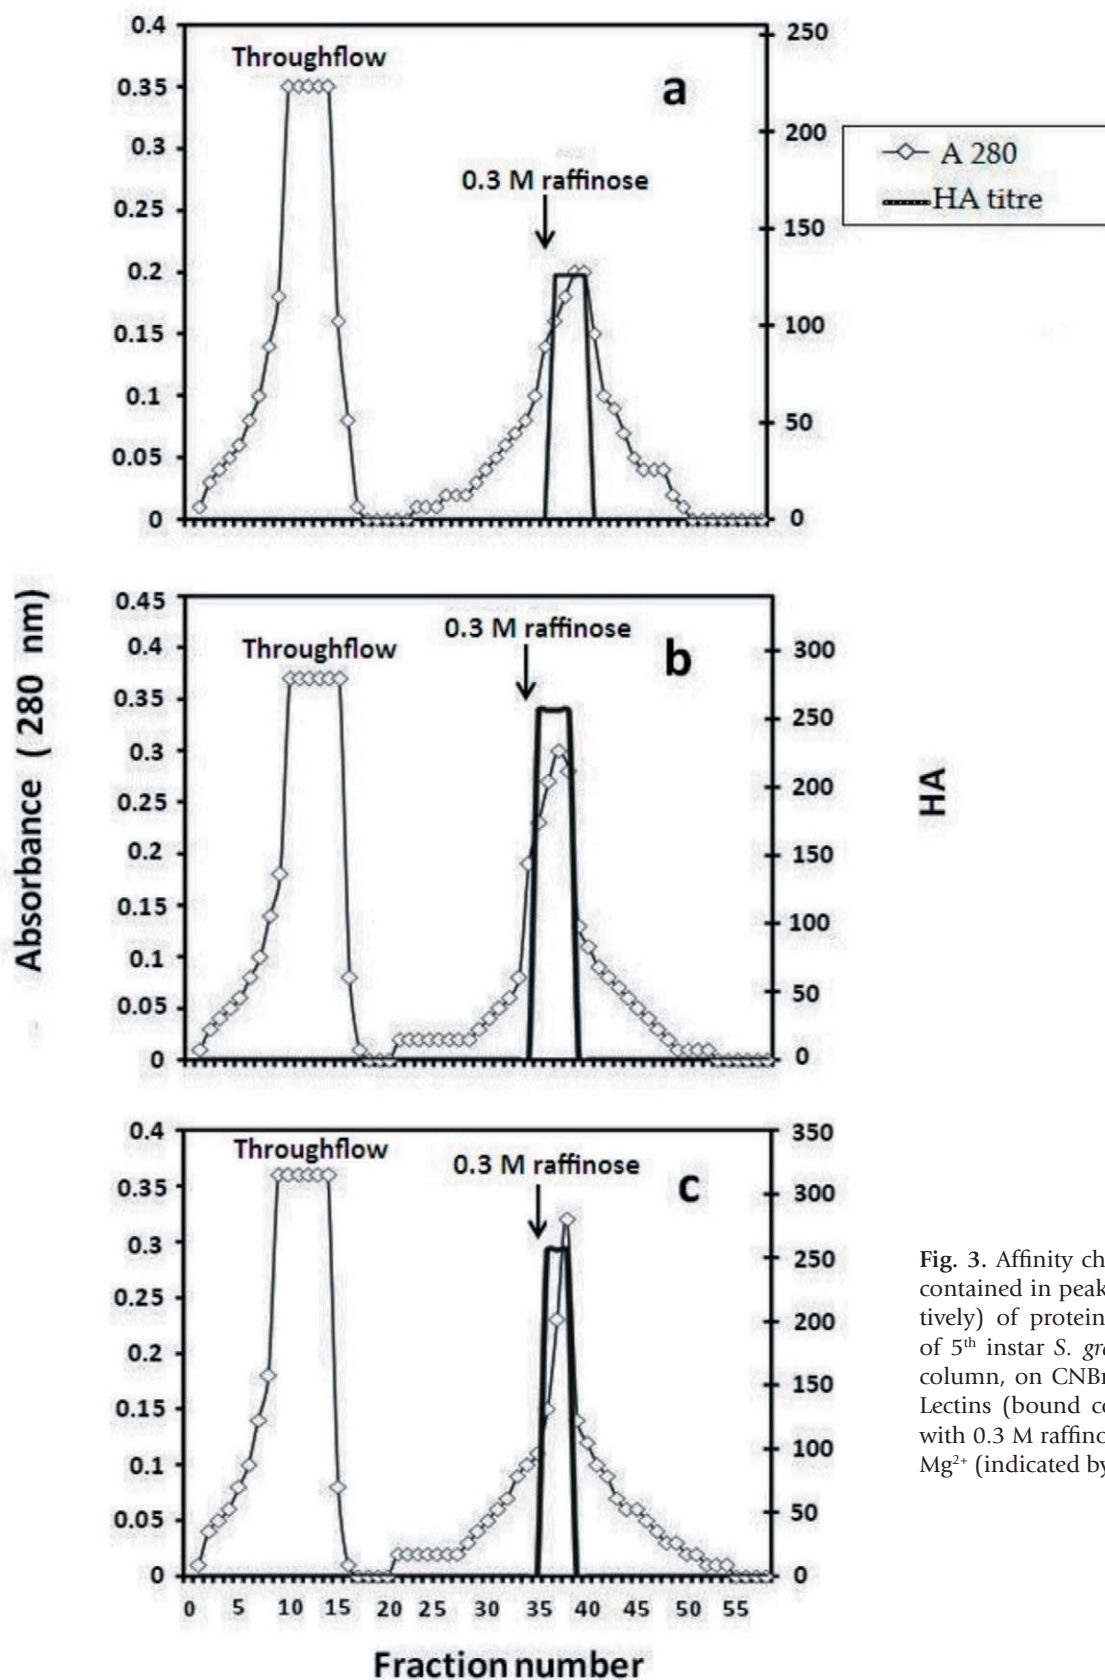 0.4
0.35
0.3
0.25
0.2
0.15
0.1
0.05
0
Throughflow
0.3 M raffinose
a
250
200
150
100
50
0
A 280
HA titre
Absorbance ( 280 nm)
0.45
0.4
0.35
0.3
0.25
0.2
0.15
0.1
0.05
0
Throughflow
0.3 M raffinose
b
300
250
200
150
100
50
0
HA
0.4
0.35
0.3
0.25
0.2
0.15
0.1
0.05
0
Throughflow
0.3 M raffinose
c
350
300
250
200
150
100
50
0
0 5 10 15 20 25 30 35 45 50 55
Fraction number
Fig. 3. Affinity ch
contained in peak
tively) of protein
of 5th instar S. gr
column, on CNBr
Lectins (bound c
with 0.3 M raffino
Mg2+ (indicated by